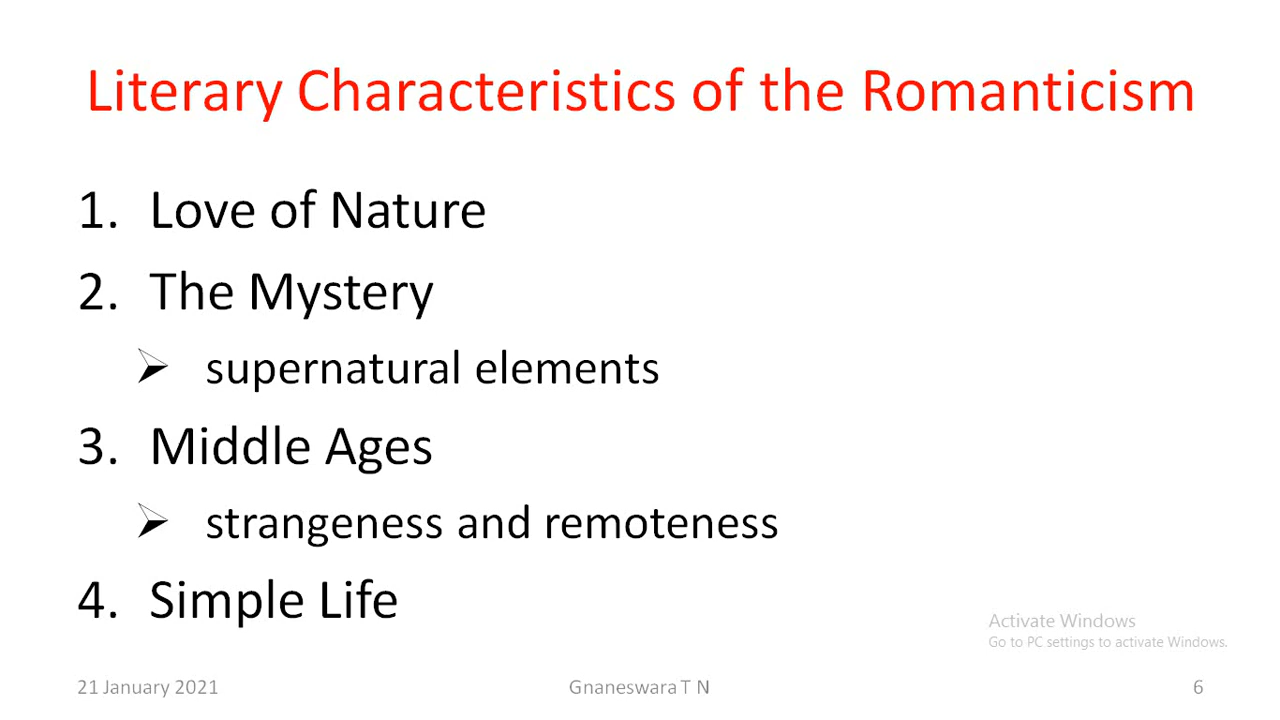 Literary Characteristics of the Romanticism
1. Love of Nature
2. The Mystery
➢ supernatural elements
3. Middle Ages
➢ strangeness and remoteness
4. Simple Life
Activate Windows
Go to PC settings to activate Windows.
21 January 2021 Gnaneswara T N 6